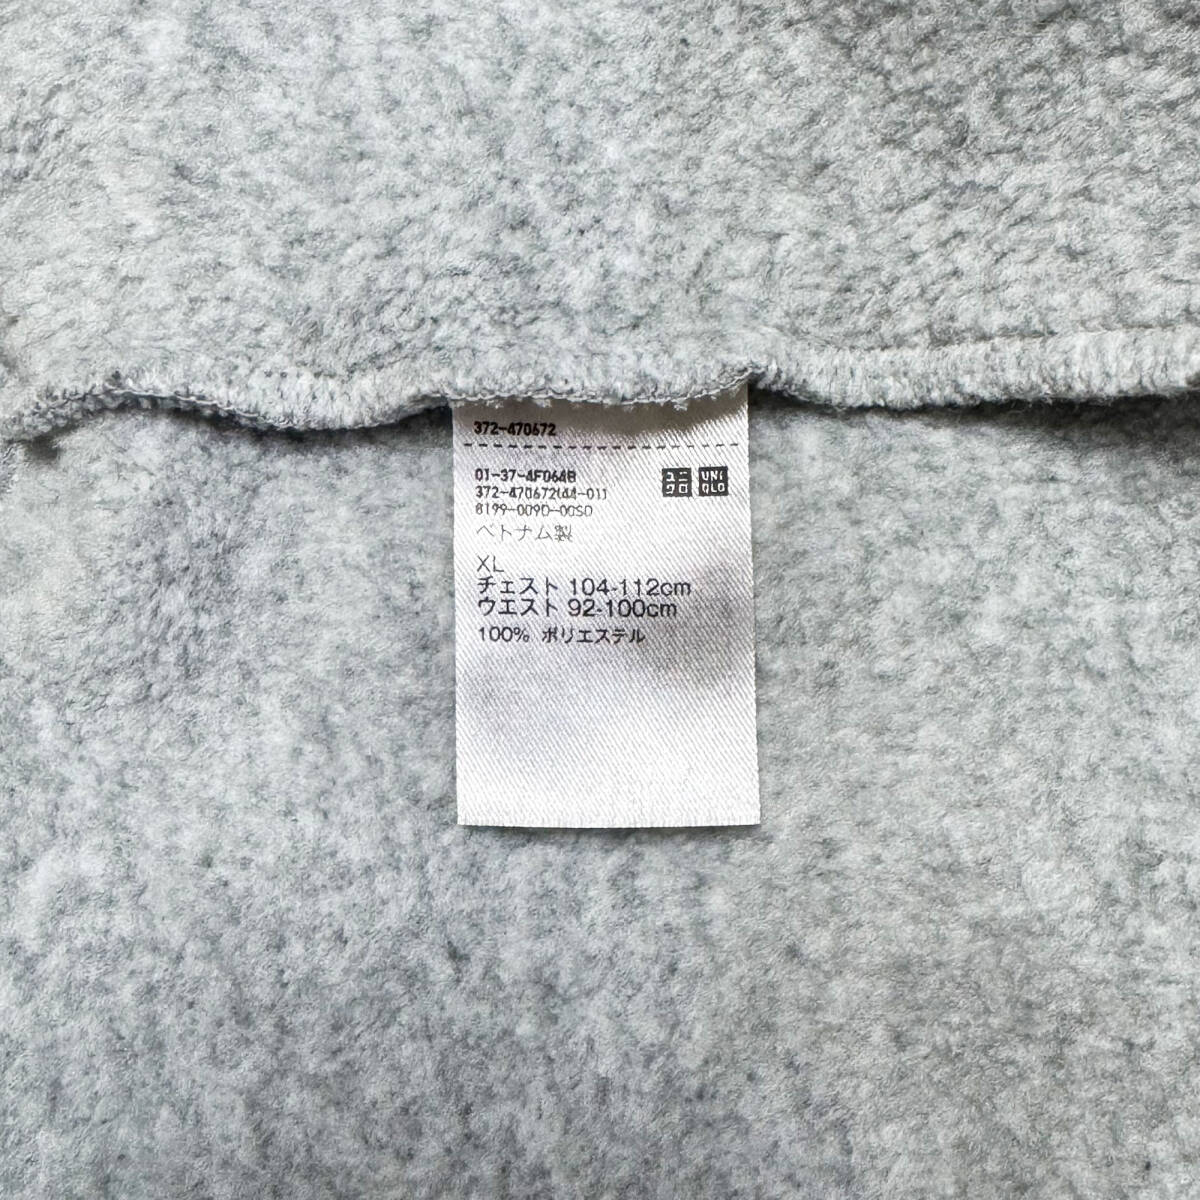 372-470672
01-37-4F064B
ユニクロ UNIQLO
372-470672(44-01)
8199-009D-00S0
ベトナム製
XL
チェスト 104-112cm
ウエスト 92-100cm
100% ポリエステル